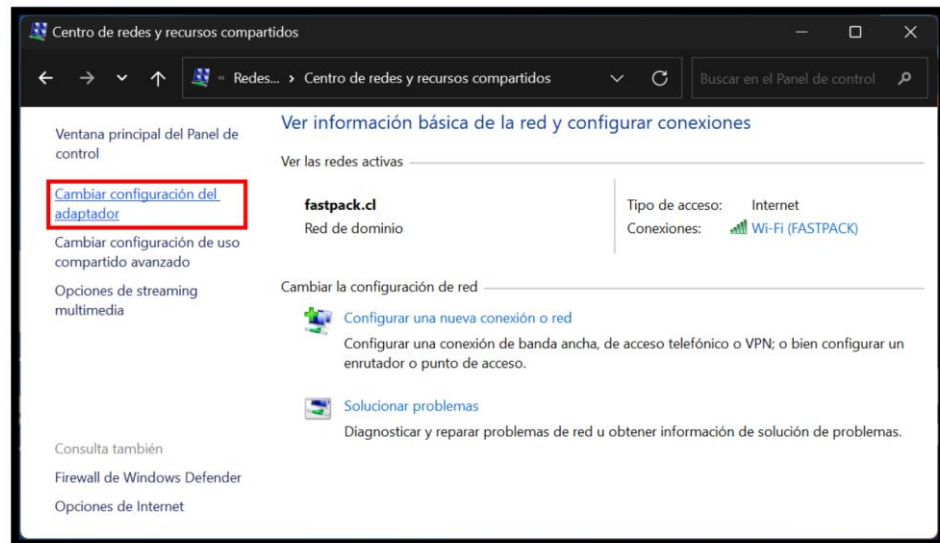 Centro de redes y recursos compartidos
« Redes... > Centro de redes y recursos compartidos
Buscar en el Panel de control
Ventana principal del Panel de
control
Cambiar configuración del
adaptador
Cambiar configuración de uso
compartido avanzado
Opciones de streaming
multimedia
Consulta también
Firewall de Windows Defender
Opciones de Internet
Ver información básica de la red y configurar conexiones
Ver las redes activas
fastpack.cl
Red de dominio
Tipo de acceso: Internet
Conexiones: Wi-Fi (FASTPACK)
Cambiar la configuración de red
Configurar una nueva conexión o red
Configurar una conexión de banda ancha, de acceso telefónico o VPN; o bien configurar un
enrutador o punto de acceso.
Solucionar problemas
Diagnosticar y reparar problemas de red u obtener información de solución de problemas.